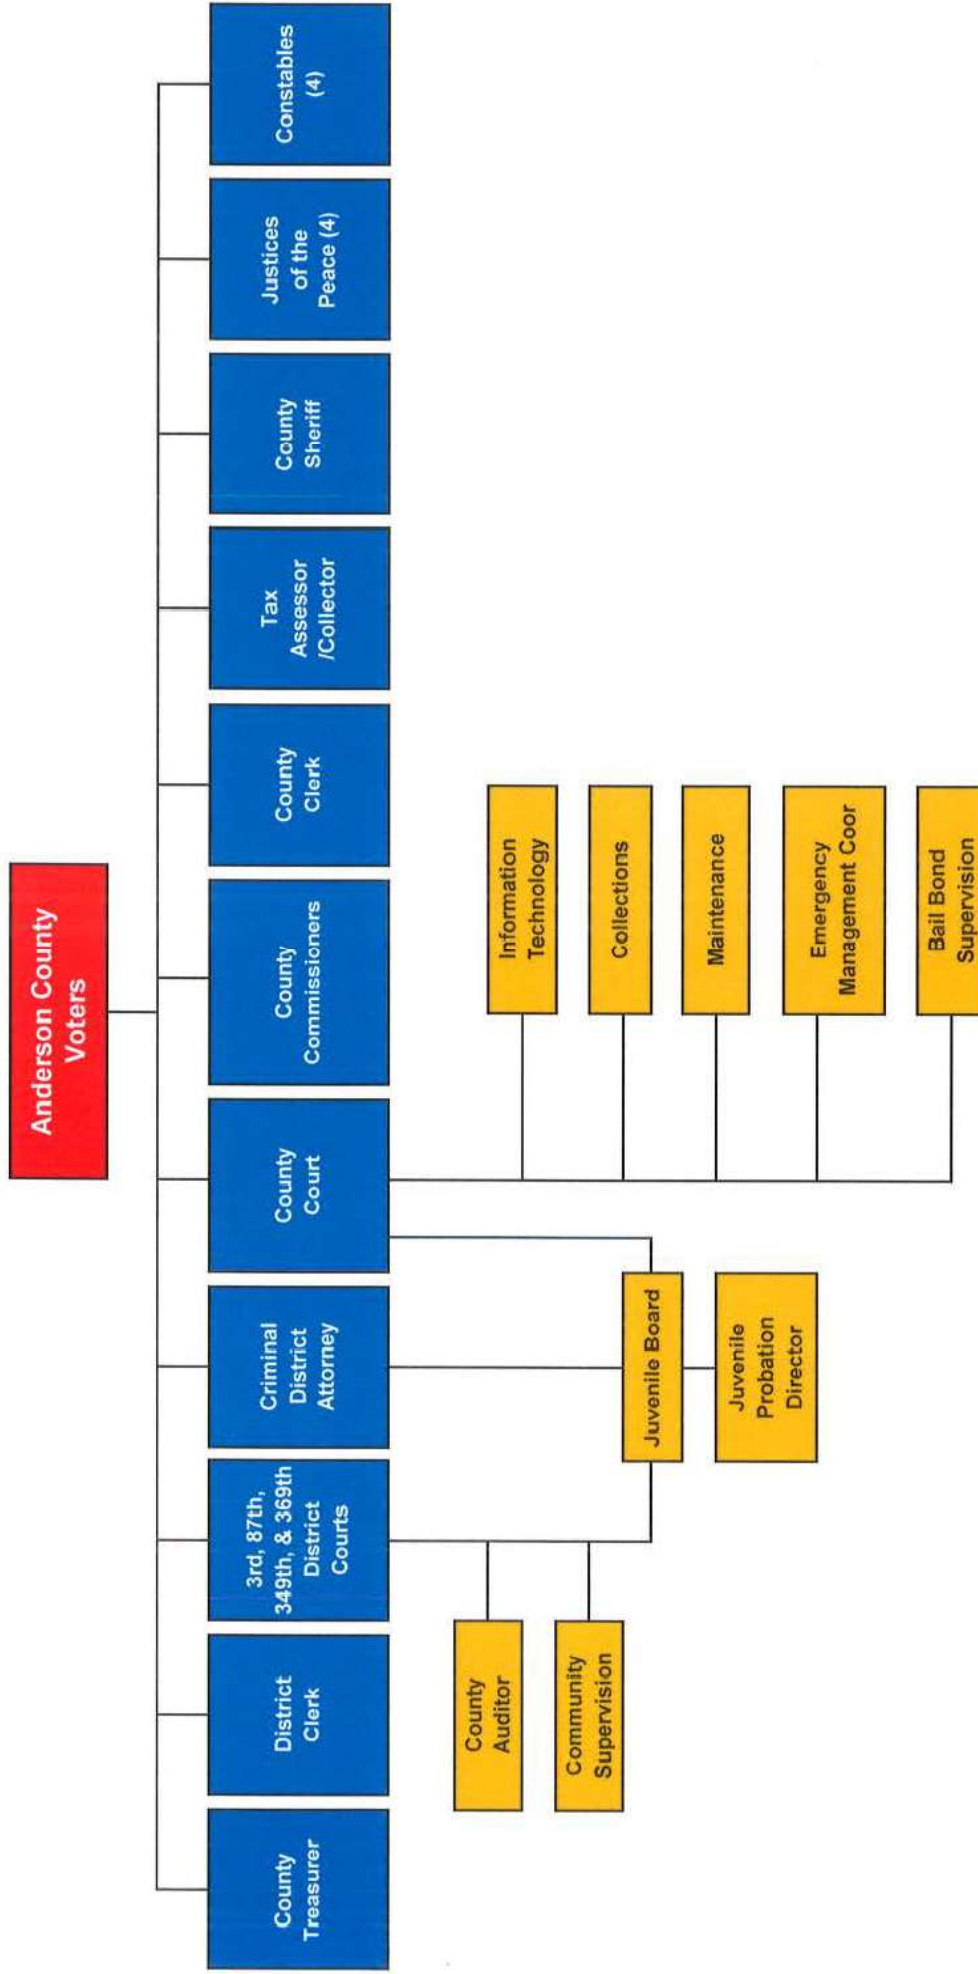 Anderson County
Voters
County
Treasurer
District
Clerk
3rd, 87th,
349th, & 369th
District
Courts
Criminal
District
Attorney
County
Court
County
Commissioners
County
Clerk
Tax
Assessor
/Collector
County
Sheriff
Justices
of the
Peace (4)
Constables
(4)
County
Auditor
Community
Supervision
Juvenile Board
Juvenile
Probation
Director
Information
Technology
Collections
Maintenance
Emergency
Management Coor
Bail Bond
Supervision